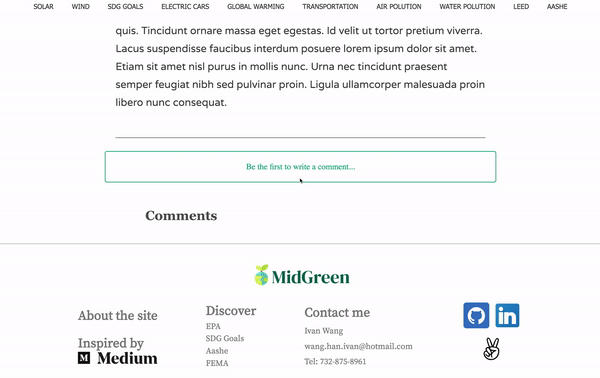 SOLAR WIND SDG GOALS ELECTRIC CARS GLOBAL WARMING TRANSPORTATION AIR POLUTION WATER POLUTION LEED AASHE
quis. Tincidunt ornare massa eget egestas. Id velit ut tortor pretium viverra.
Lacus suspendisse faucibus interdum posuere lorem ipsum dolor sit amet.
Etiam sit amet nisl purus in mollis nunc. Urna nec tincidunt praesent
semper feugiat nibh sed pulvinar proin. Ligula ullamcorper malesuada proin
libero nunc consequat.
Be the first to write a comment...
Comments
MidGreen
About the site
Inspired by
M Medium
Discover
EPA
SDG Goals
Aashe
FEMA
Contact me
Ivan Wang
wang.han.ivan@hotmail.com
Tel: 732-875-8961
in